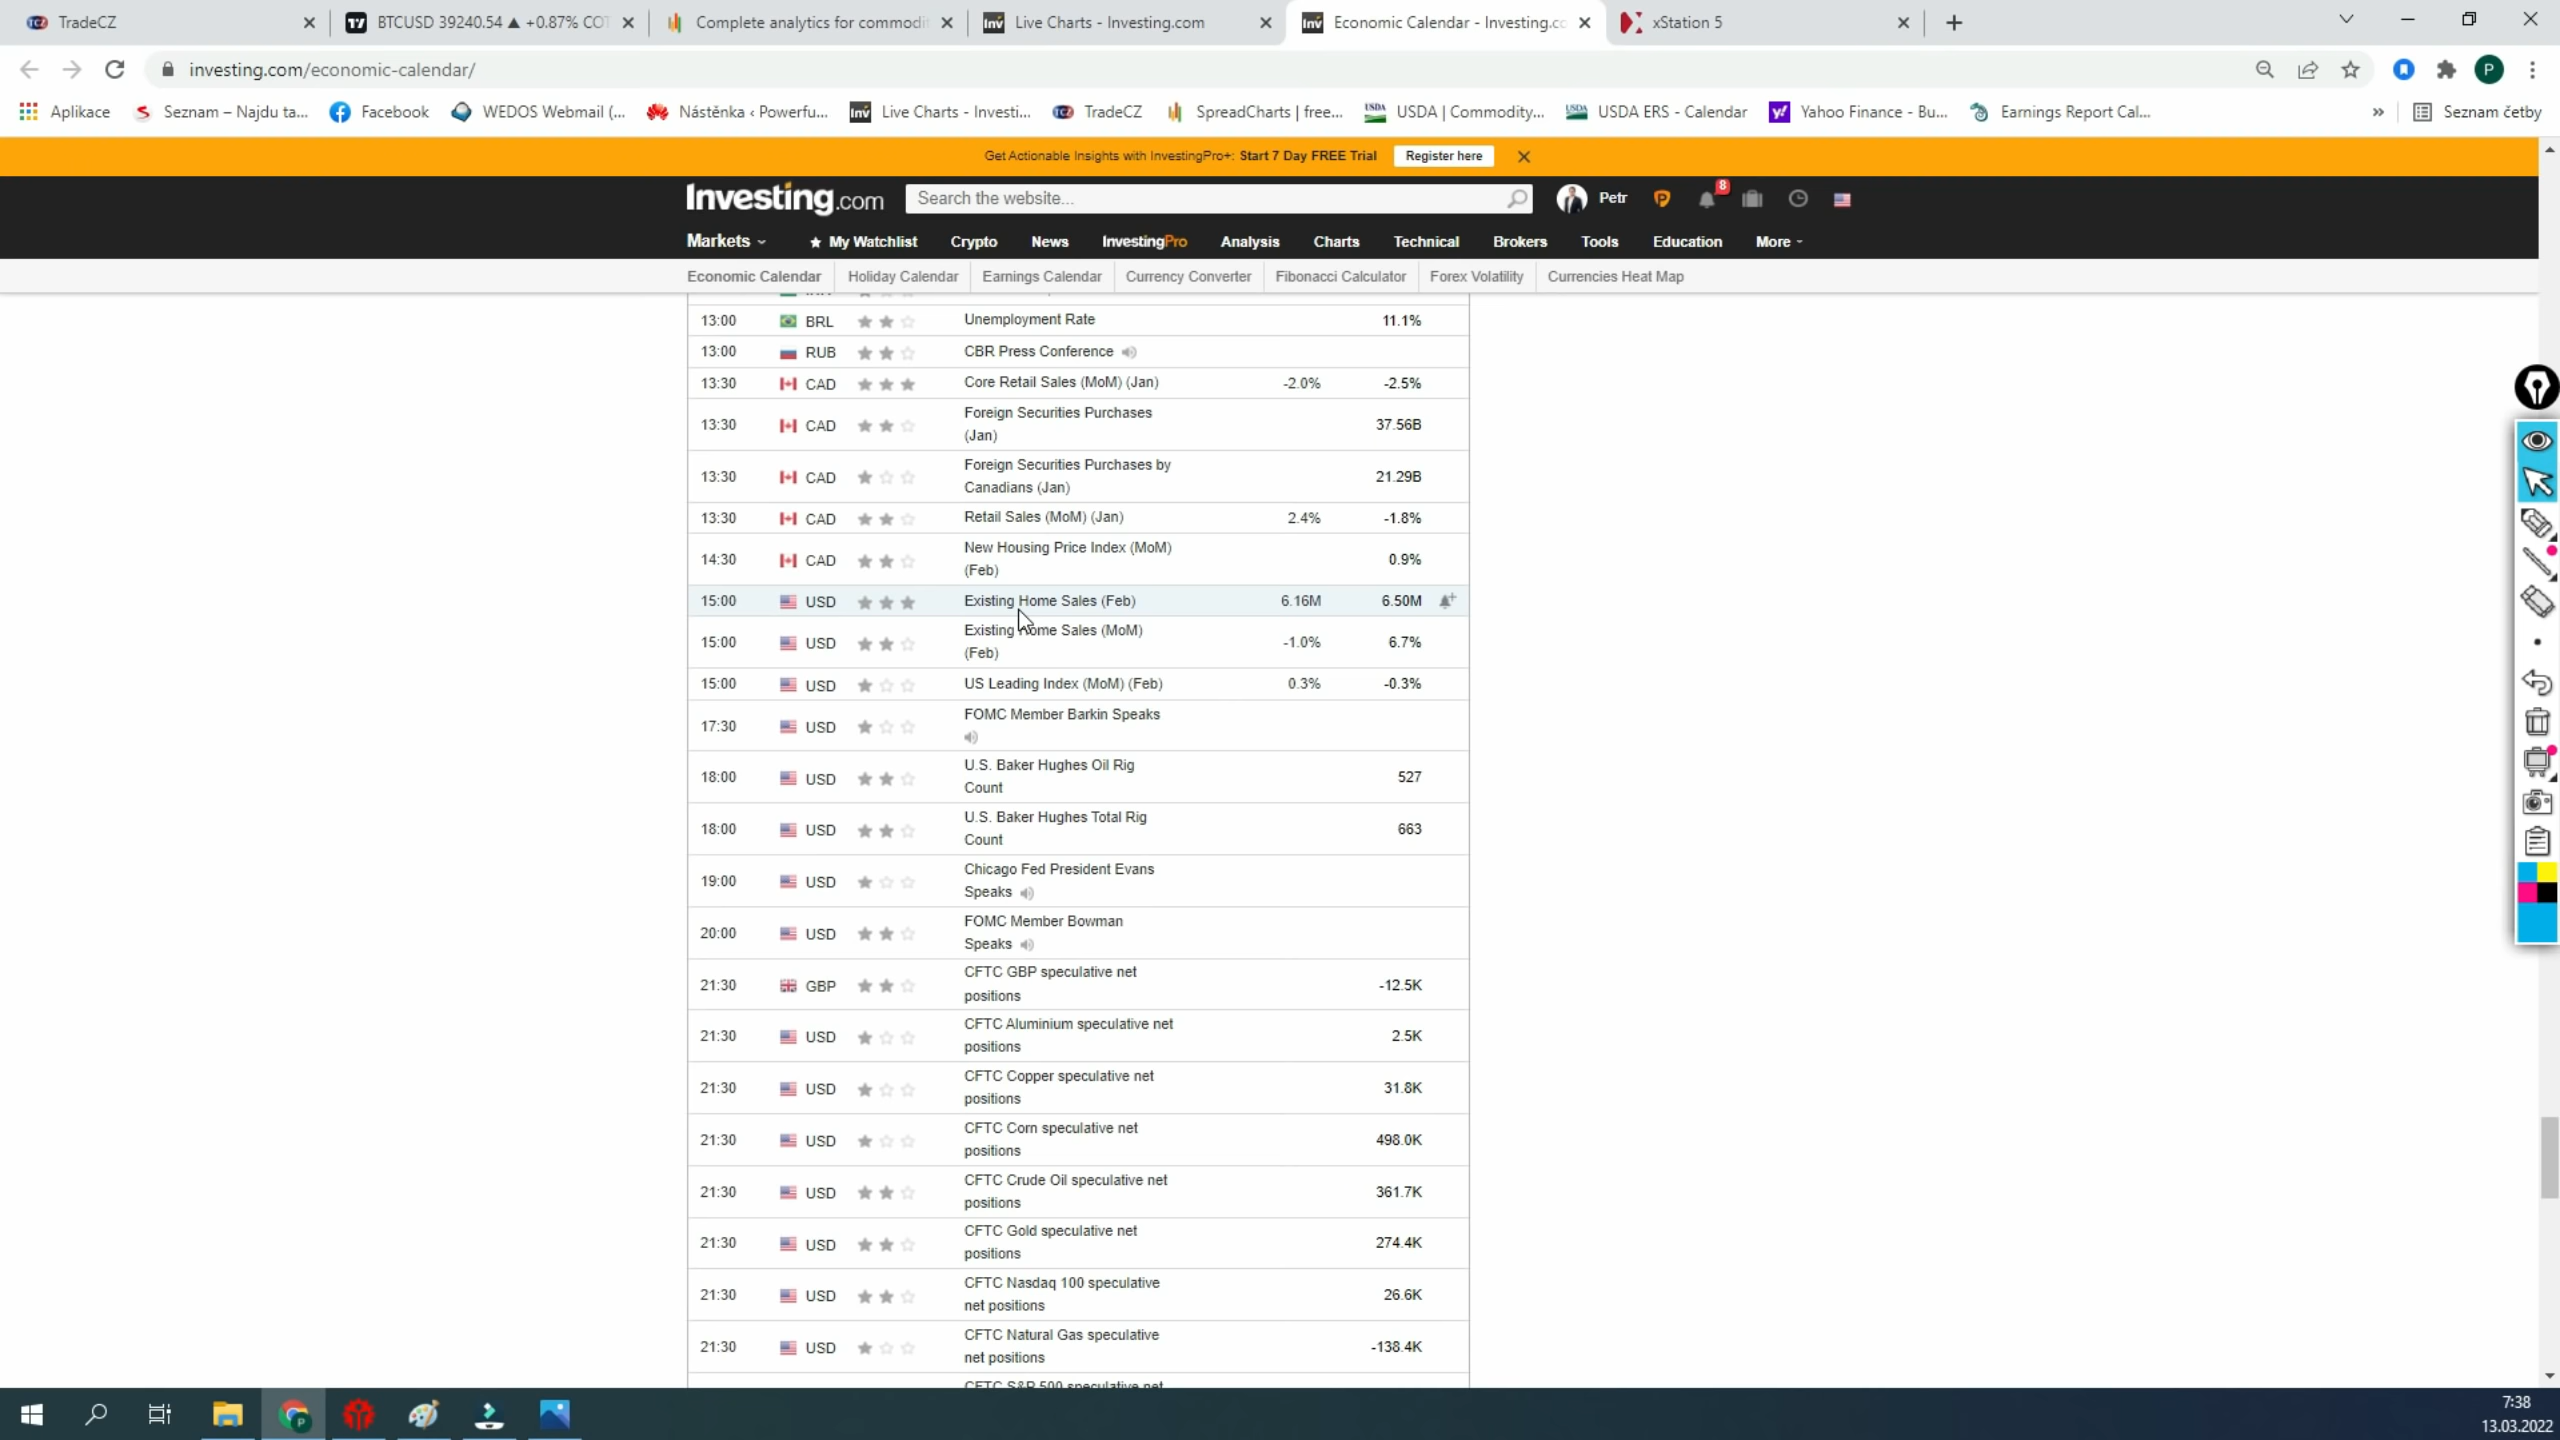 TradeCZ
BTCUSD 39240.54 ▲ +0.87% COT
Complete analytics for commodi
Live Charts - Investing.com
Economic Calendar - Investing.co
xStation 5
investing.com/economic-calendar/
P
Aplikace
Seznam – Najdu ta...
Facebook
WEDOS Webmail (...
Nástěnka ‹ Powerfu...
Live Charts - Investi...
TradeCZ
SpreadCharts | free...
USDA | Commodity...
USDA ERS - Calendar
Yahoo Finance - Bu...
Earnings Report Cal...
»
Seznam četby
Get Actionable Insights with InvestingPro+: Start 7 Day FREE Trial
Register here
Investing.com
Search the website...
Petr
8
Markets
My Watchlist
Crypto
News
InvestingPro
Analysis
Charts
Technical
Brokers
Tools
Education
More
Economic Calendar
Holiday Calendar
Earnings Calendar
Currency Converter
Fibonacci Calculator
Forex Volatility
Currencies Heat Map
13:00 BRL Unemployment Rate 11.1%
13:00 RUB CBR Press Conference
13:30 CAD Core Retail Sales (MoM) (Jan) -2.0% -2.5%
13:30 CAD Foreign Securities Purchases 37.56B
(Jan)
13:30 CAD Foreign Securities Purchases by 21.29B
Canadians (Jan)
13:30 CAD Retail Sales (MoM) (Jan) 2.4% -1.8%
14:30 CAD New Housing Price Index (MoM) 0.9%
(Feb)
15:00 USD Existing Home Sales (Feb) 6.16M 6.50M
15:00 USD Existing Home Sales (MoM) -1.0% 6.7%
(Feb)
15:00 USD US Leading Index (MoM) (Feb) 0.3% -0.3%
17:30 USD FOMC Member Barkin Speaks
18:00 USD U.S. Baker Hughes Oil Rig 527
Count
18:00 USD U.S. Baker Hughes Total Rig 663
Count
19:00 USD Chicago Fed President Evans
Speaks
20:00 USD FOMC Member Bowman
Speaks
21:30 GBP CFTC GBP speculative net -12.5K
positions
21:30 USD CFTC Aluminium speculative net 2.5K
positions
21:30 USD CFTC Copper speculative net 31.8K
positions
21:30 USD CFTC Corn speculative net 498.0K
positions
21:30 USD CFTC Crude Oil speculative net 361.7K
positions
21:30 USD CFTC Gold speculative net 274.4K
positions
21:30 USD CFTC Nasdaq 100 speculative 26.6K
net positions
21:30 USD CFTC Natural Gas speculative -138.4K
net positions
CFTC S&P 500 speculative net
7:38
13.03.2022